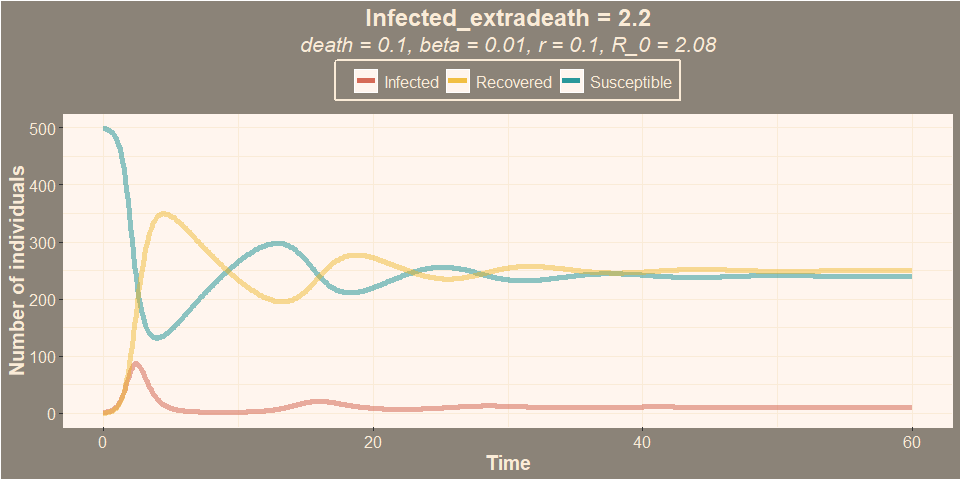 Infected_extradeath = 2.2
death = 0.1, beta = 0.01, r = 0.1, R_0 = 2.08
Infected Recovered Susceptible
Number of individuals
500
400
300
200
100
0
0 20 40 60
Time